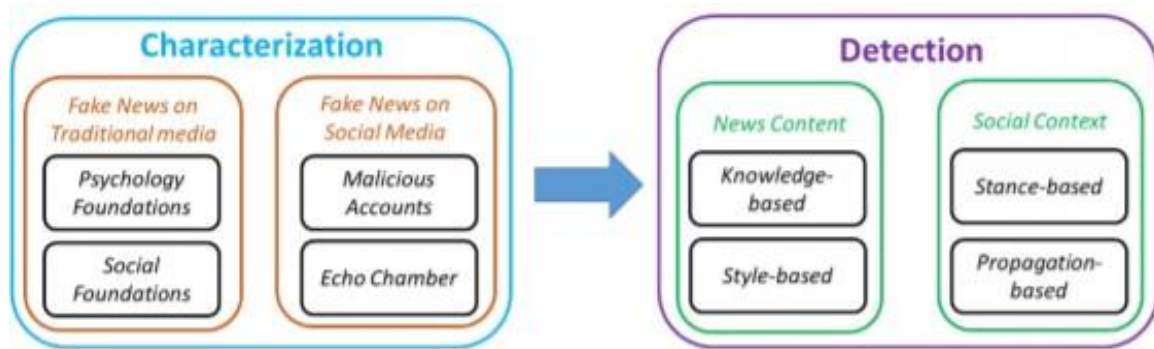 Characterization
Fake News on
Traditional media
Psychology
Foundations
Social
Foundations
Fake News on
Social Media
Malicious
Accounts
Echo Chamber
Detection
News Content
Knowledge-
based
Style-based
Social Context
Stance-based
Propagation-
based